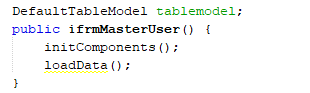 DefaultTableModel tablemodel;
public ifrmMasterUser() {
    initComponents();
    loadData();
}